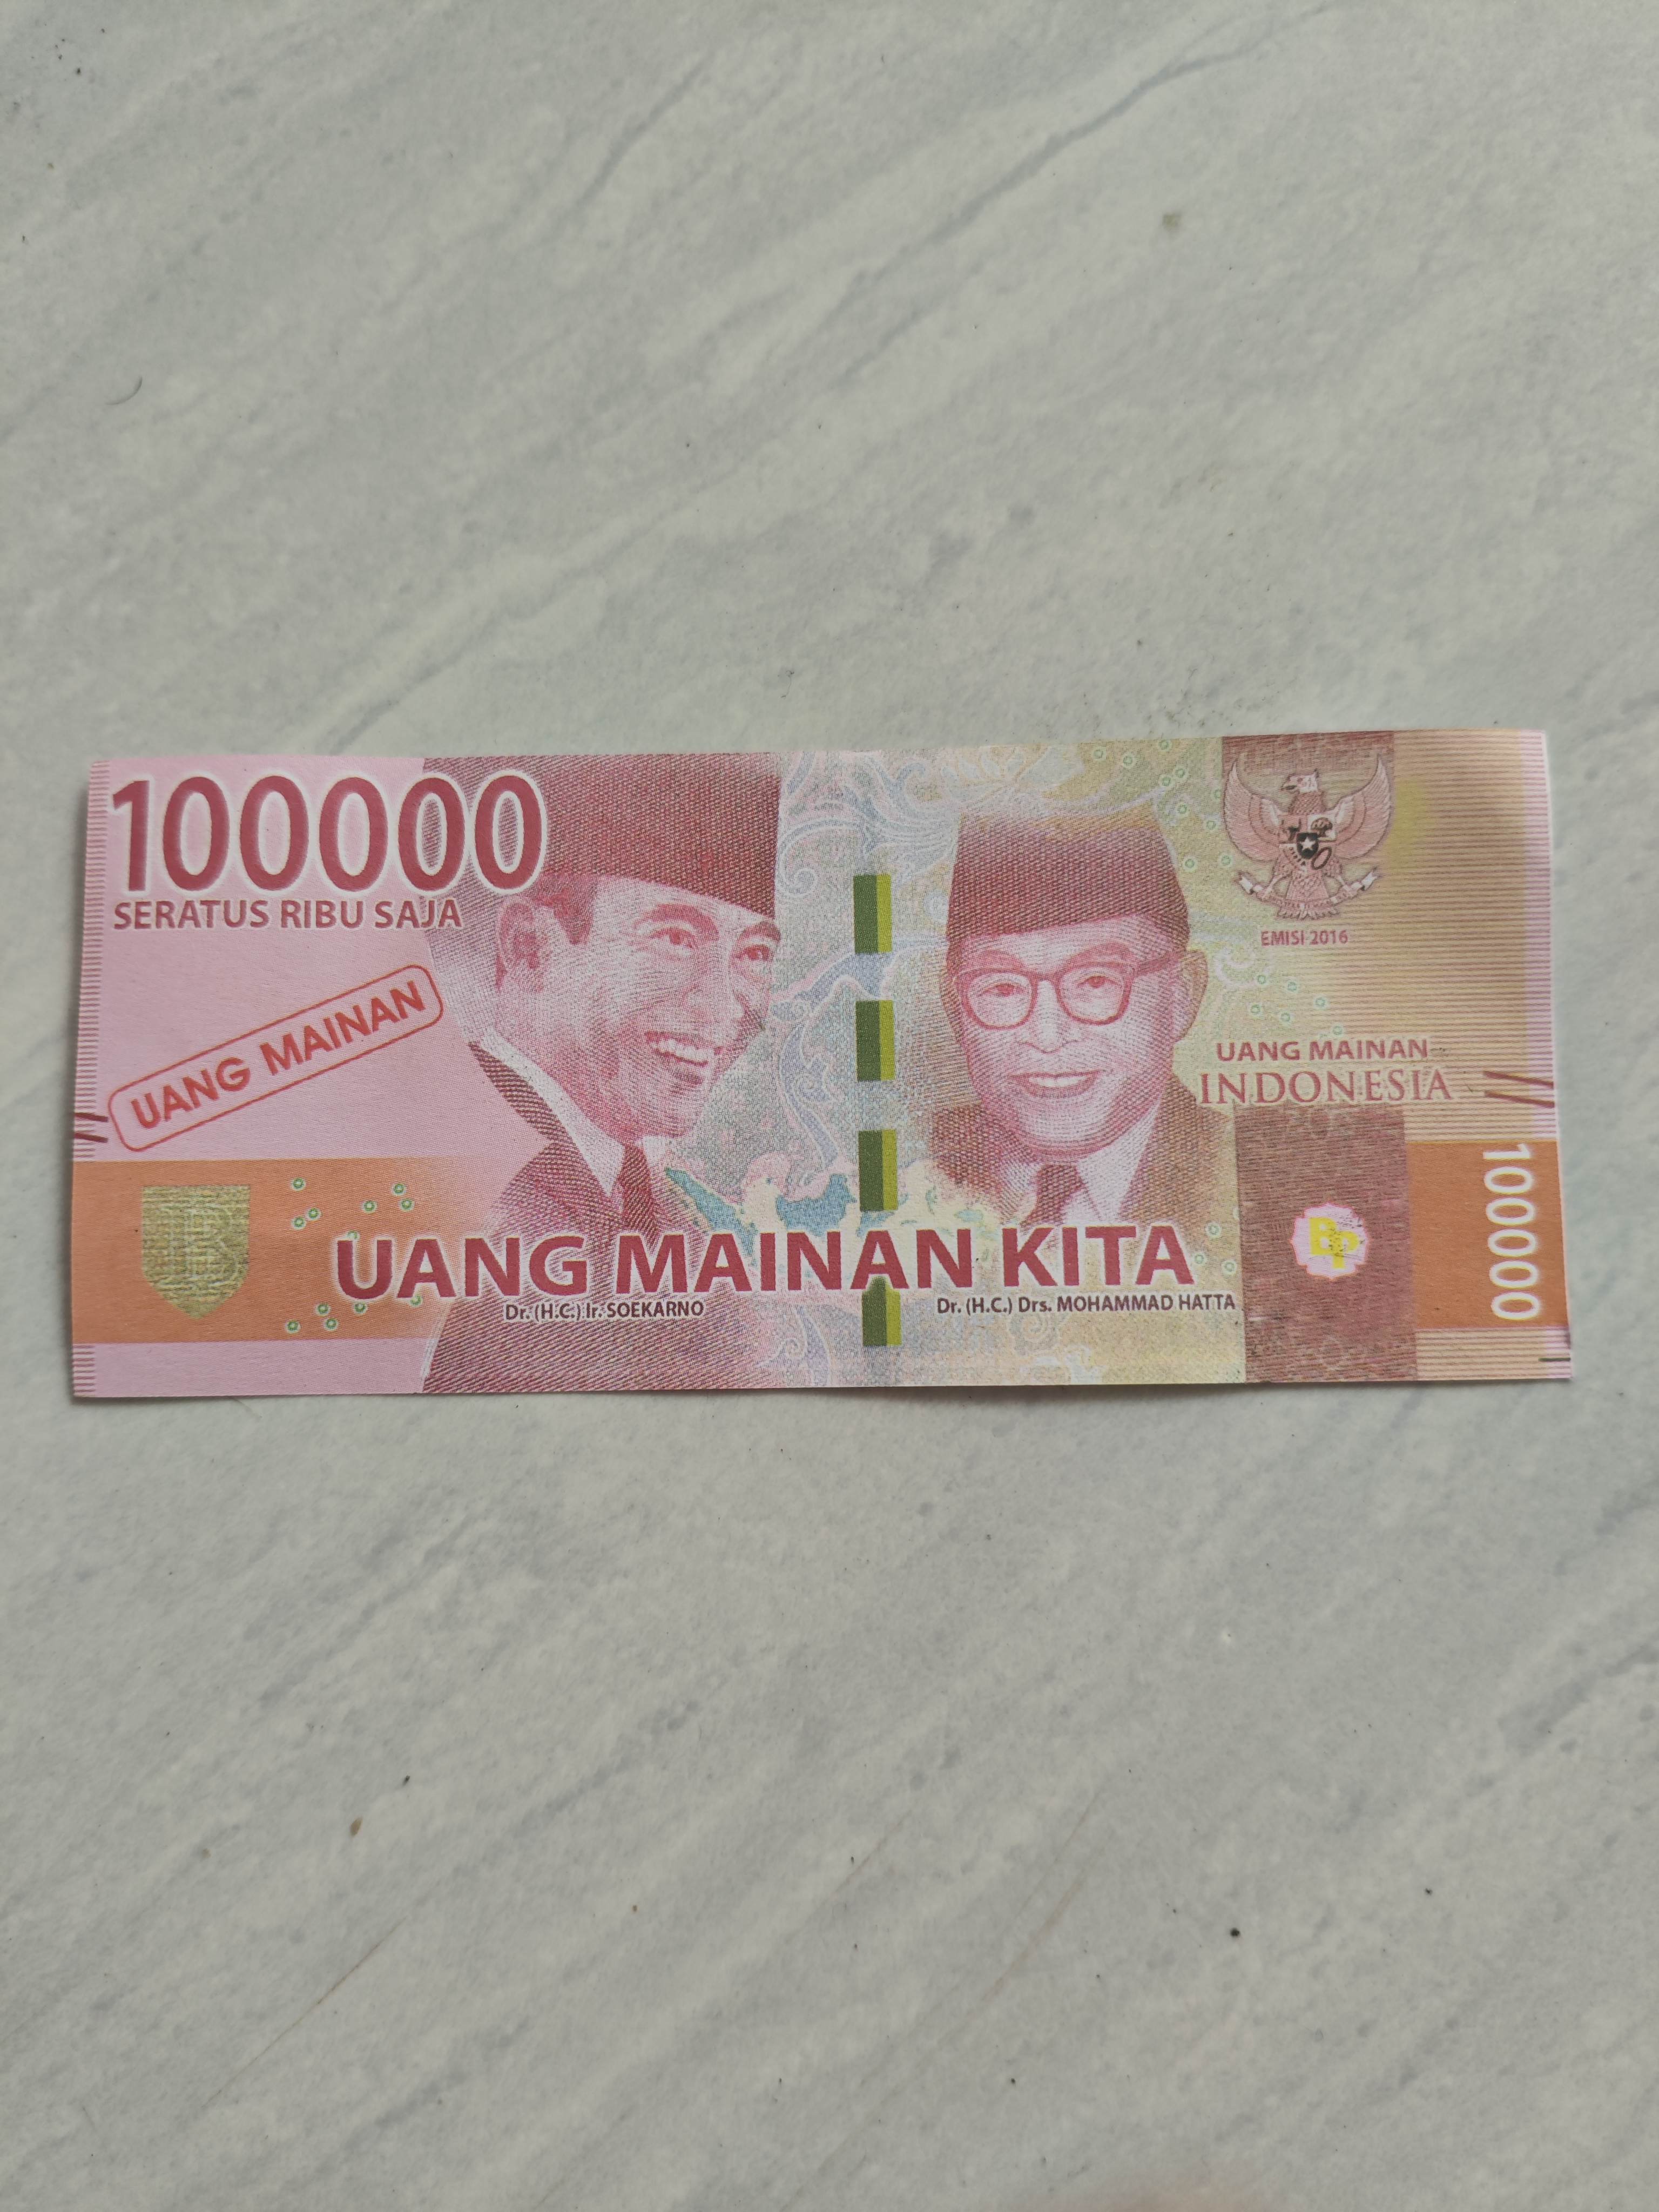 100000
SERATUS RIBU SAJA
UANG MAINAN
EMISI 2016
UANG MAINAN
INDONESIA
100000
UANG MAINAN KITA
Dr. (H.C.) Ir. SOEKARNO
Dr. (H.C.) Drs. MOHAMMAD HATTA
BP